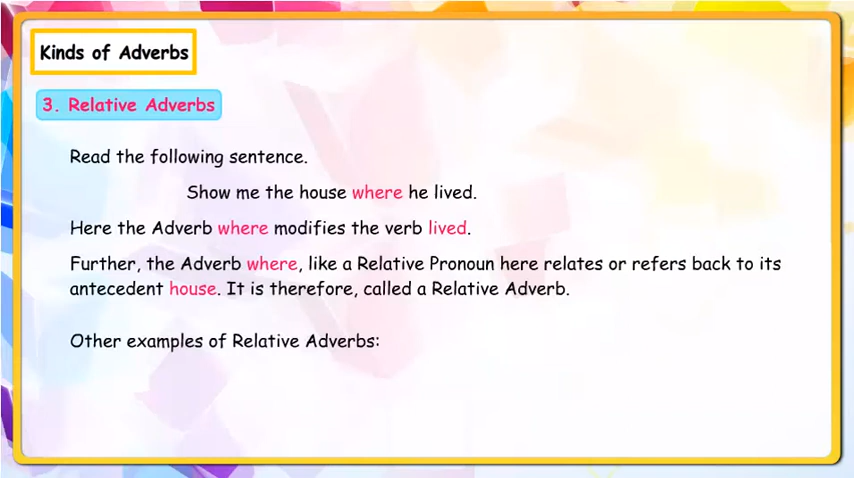 Kinds of Adverbs
3. Relative Adverbs
Read the following sentence.
Show me the house where he lived.
Here the Adverb where modifies the verb lived.
Further, the Adverb where, like a Relative Pronoun here relates or refers back to its
antecedent house. It is therefore, called a Relative Adverb.
Other examples of Relative Adverbs: